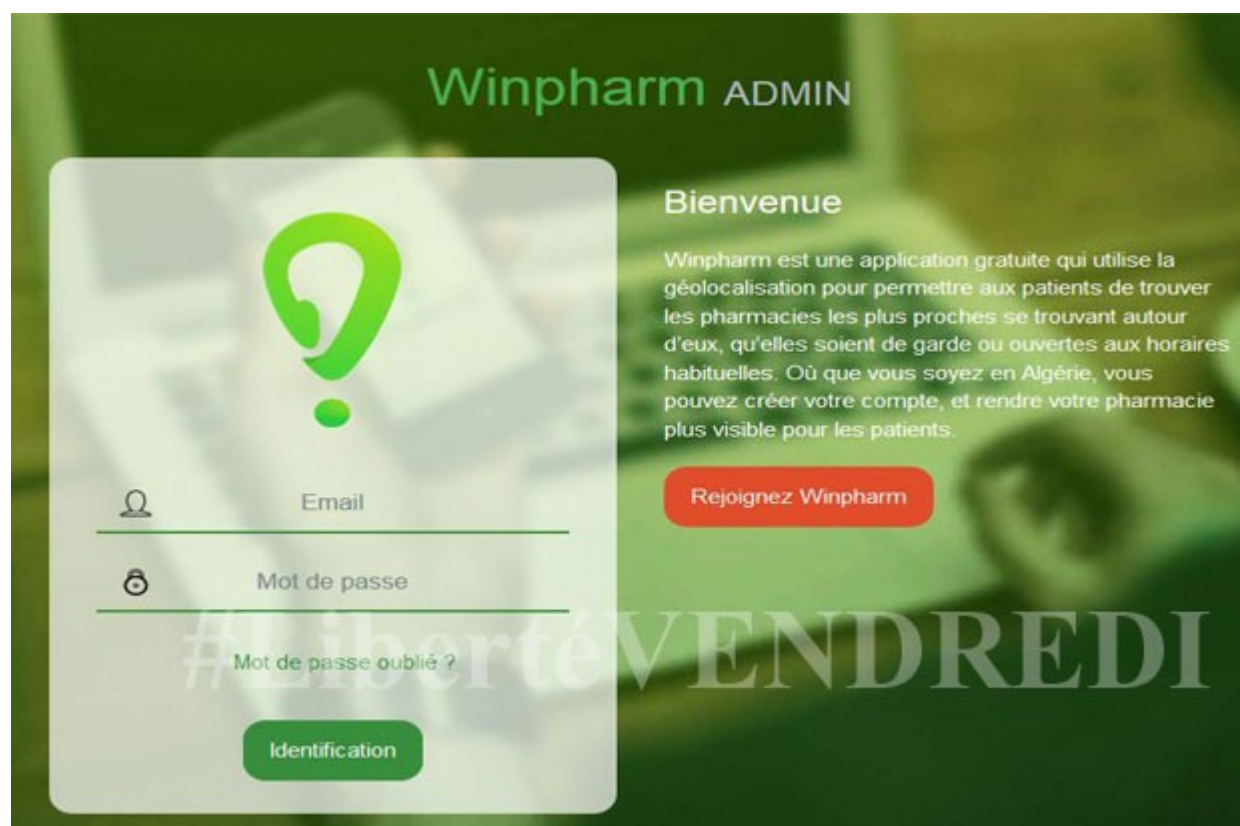 Winpharm ADMIN
Email
Mot de passe
Mot de passe oublié ?
Identification
Bienvenue
Winpharm est une application gratuite qui utilise la
géolocalisation pour permettre aux patients de trouver
les pharmacies les plus proches se trouvant autour
d'eux, qu'elles soient de garde ou ouvertes aux horaires
habituelles. Où que vous soyez en Algérie, vous
pouvez créer votre compte, et rendre votre pharmacie
plus visible pour les patients.
Rejoignez Winpharm
#LibertéVENDREDI